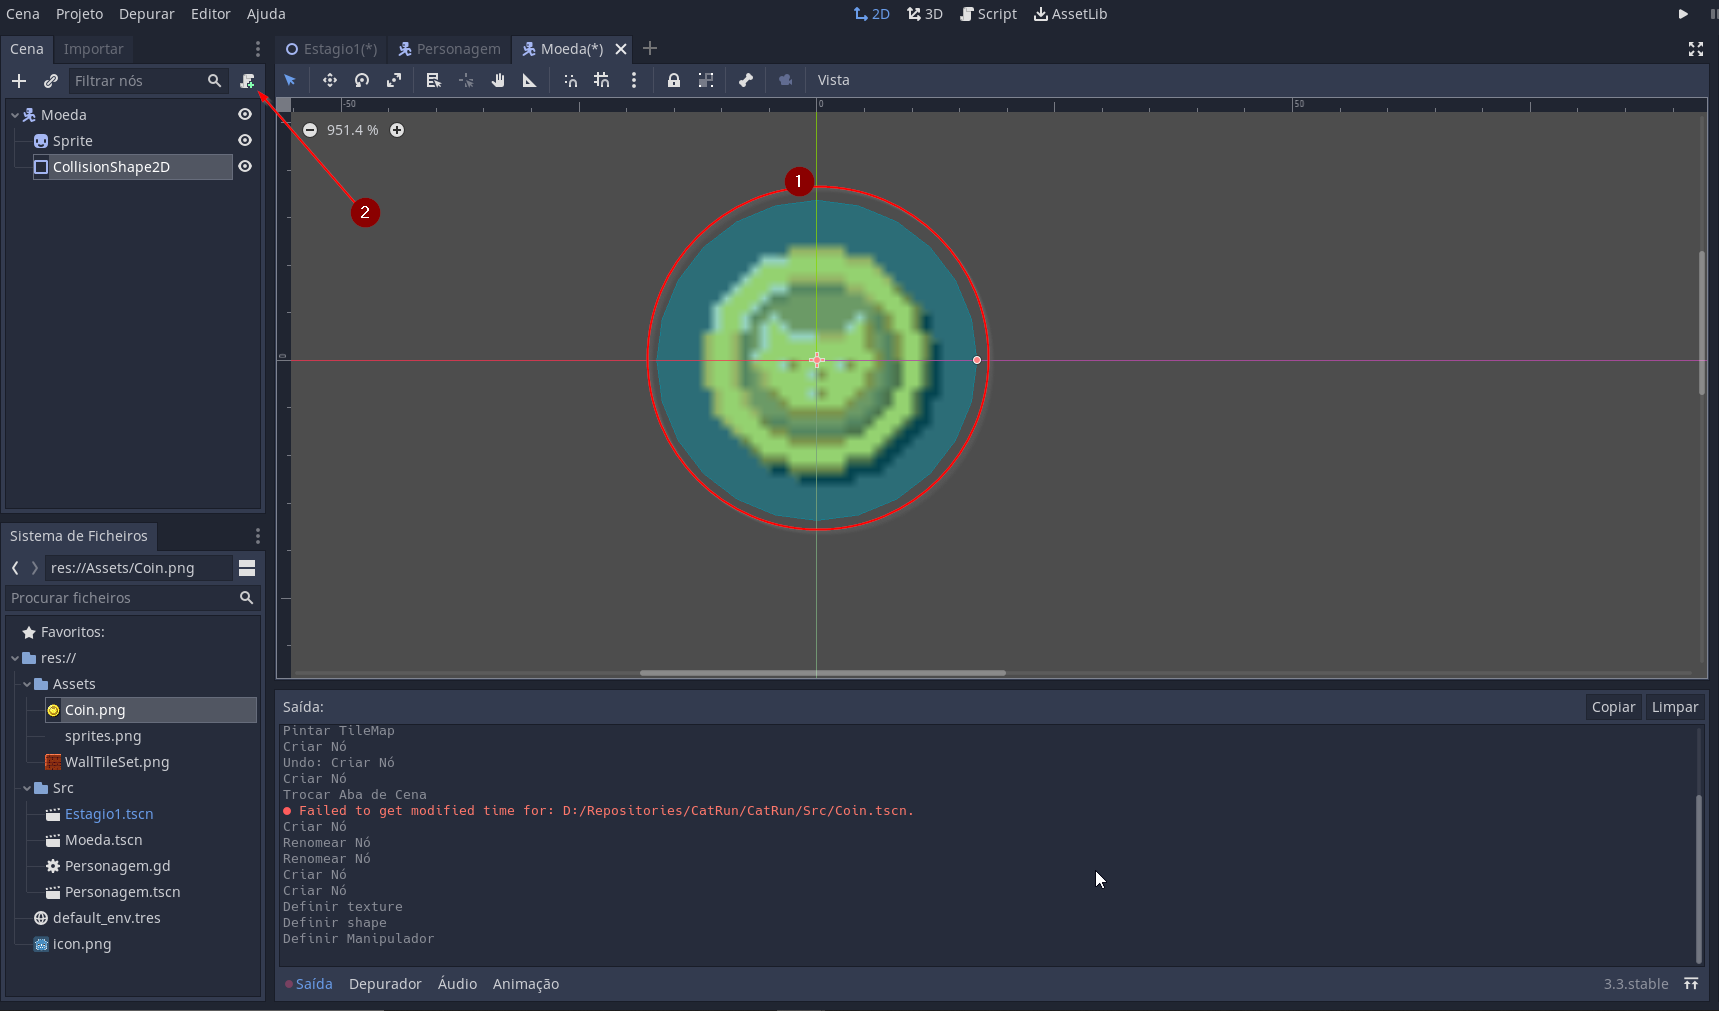 Cena Projeto Depurar Editor Ajuda
2D 3D Script AssetLib
Cena Importar
Estagio1(*) Personagem Moeda(*)
Filtrar nós
Vista
-50 0 50
951.4 %
Moeda
Sprite
CollisionShape2D
1
2
0
Sistema de Ficheiros
res://Assets/Coin.png
Procurar ficheiros
Favoritos:
res://
Assets
Coin.png
sprites.png
WallTileSet.png
Src
Estagio1.tscn
Moeda.tscn
Personagem.gd
Personagem.tscn
default_env.tres
icon.png
Saída:
Copiar Limpar
Pintar TileMap
Criar Nó
Undo: Criar Nó
Criar Nó
Trocar Aba de Cena
Failed to get modified time for: D:/Repositories/CatRun/CatRun/Src/Coin.tscn.
Criar Nó
Renomear Nó
Renomear Nó
Criar Nó
Criar Nó
Definir texture
Definir shape
Definir Manipulador
Saída Depurador Áudio Animação
3.3.stable